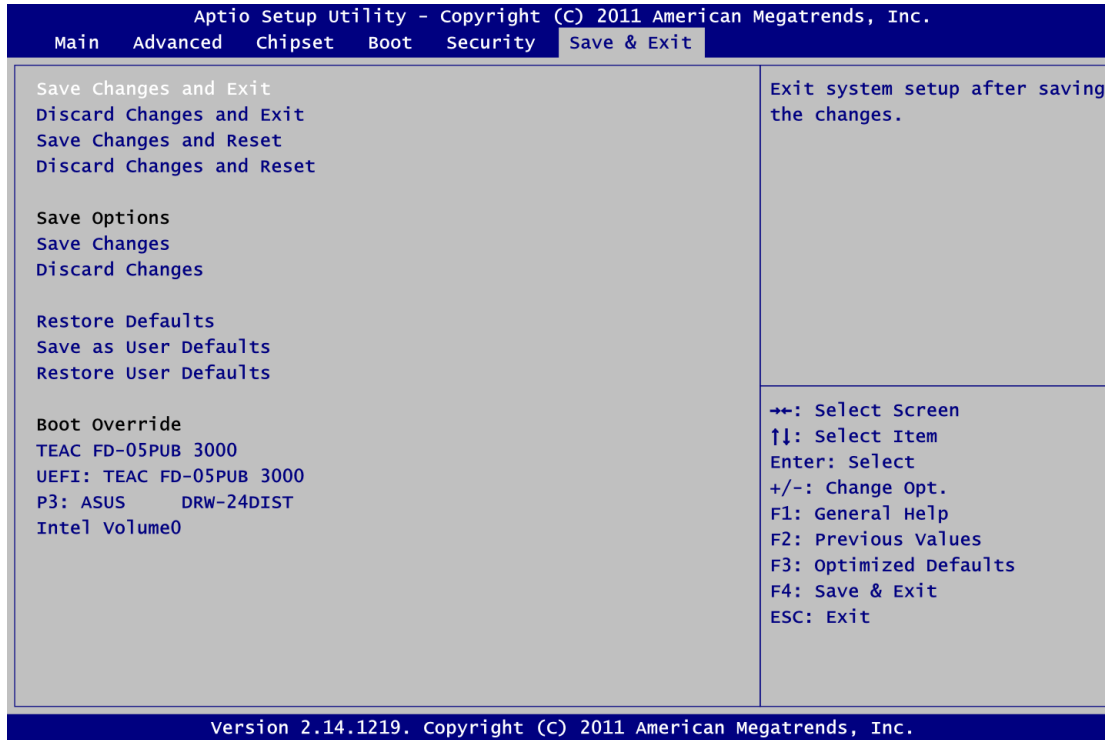 Aptio Setup Utility - Copyright (C) 2011 American Megatrends, Inc.
Main Advanced Chipset Boot Security Save & Exit
Save Changes and Exit
Discard Changes and Exit
Save Changes and Reset
Discard Changes and Reset
Save Options
Save Changes
Discard Changes
Restore Defaults
Save as User Defaults
Restore User Defaults
Boot Override
TEAC FD-05PUB 3000
UEFI: TEAC FD-05PUB 3000
P3: ASUS DRW-24DIST
Intel Volume0
Exit system setup after saving
the changes.
→←: Select Screen
↑↓: Select Item
Enter: Select
+/-: Change Opt.
F1: General Help
F2: Previous Values
F3: Optimized Defaults
F4: Save & Exit
ESC: Exit
Version 2.14.1219. Copyright (C) 2011 American Megatrends, Inc.